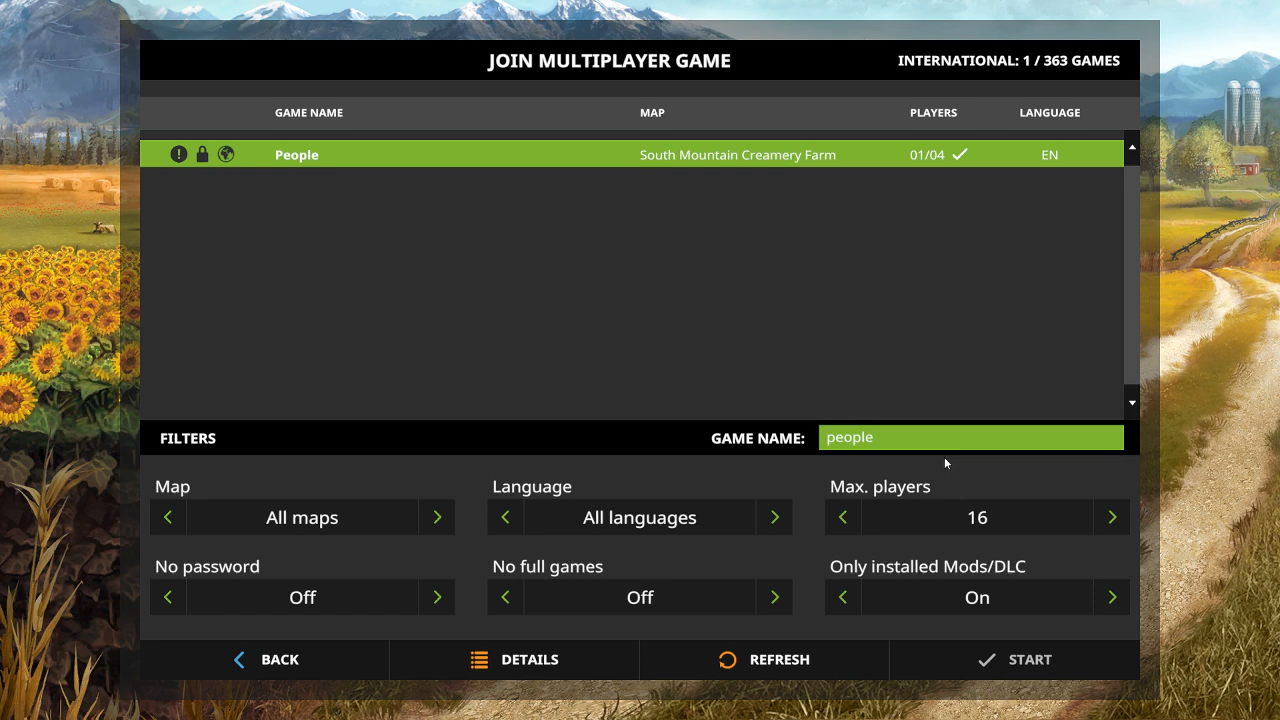 JOIN MULTIPLAYER GAME INTERNATIONAL: 1 / 363 GAMES
GAME NAME MAP PLAYERS LANGUAGE
People South Mountain Creamery Farm 01/04 EN
FILTERS GAME NAME: people
Map Language Max. players
All maps All languages 16
No password No full games Only installed Mods/DLC
Off Off On
BACK DETAILS REFRESH START